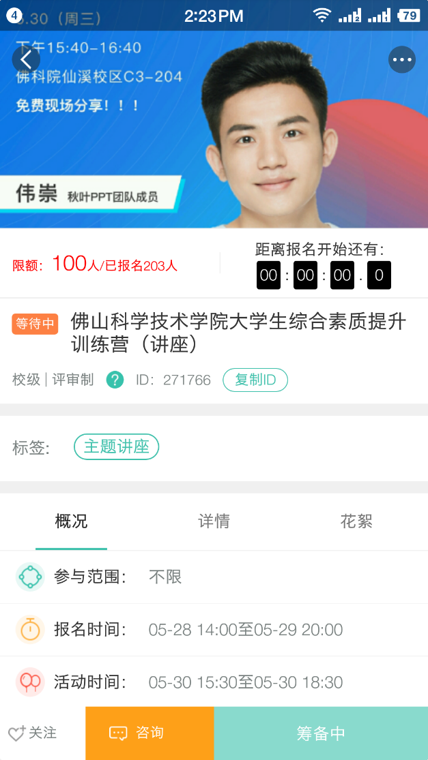 4
2:23PM
79
5.30（周三）
下午15:40-16:40
佛科院仙溪校区C3-204
免费现场分享！！！
伟崇 秋叶PPT团队成员
限额：100人/已报名203人
距离报名开始还有：
00:00:00.0
等待中 佛山科学技术学院大学生综合素质提升
训练营（讲座）
校级 | 评审制 ? ID：271766 复制ID
标签： 主题讲座
概况 详情 花絮
参与范围： 不限
报名时间： 05-28 14:00至05-29 20:00
活动时间： 05-30 15:30至05-30 18:30
关注 咨询 筹备中